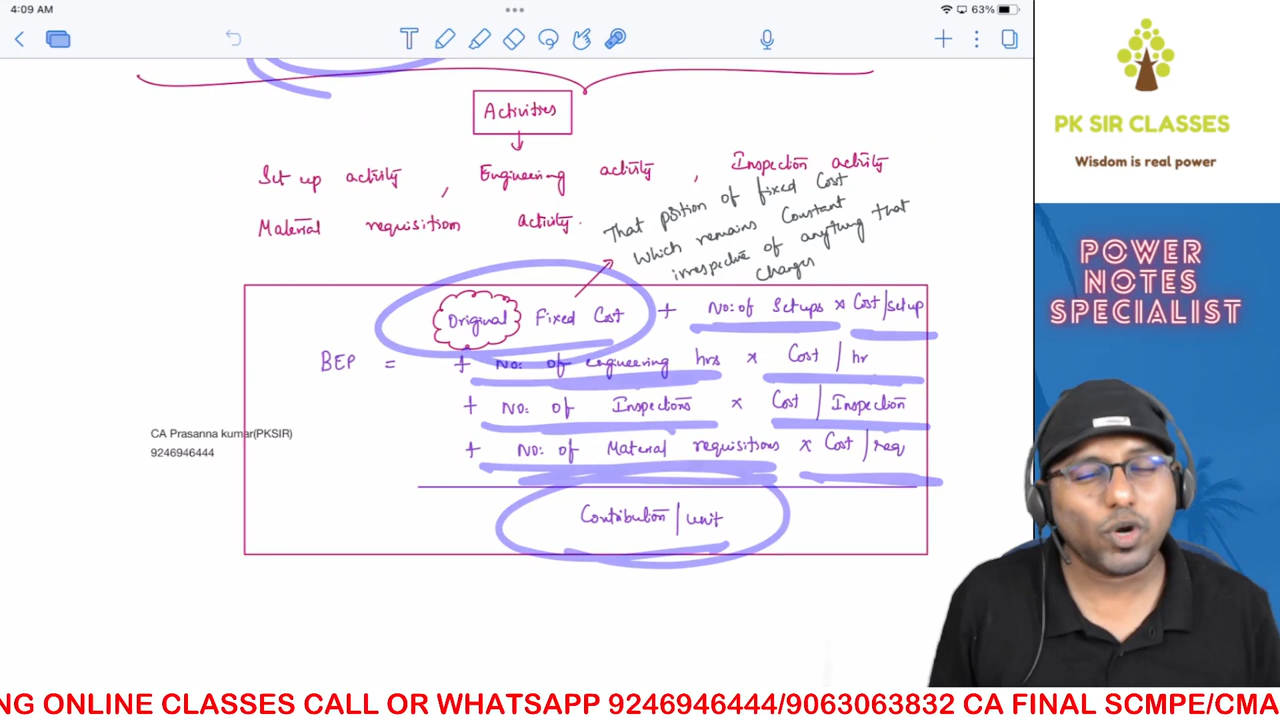 4:09 AM
63%
T
PK SIR CLASSES
Wisdom is real power
Activities
Set up activity , Engineering activity , Inspection activity
Material requisition activity.
That position of fixed Cost
Which remains Constant
irrespective of anything that
Changes
POWER
NOTES
SPECIALIST
Original Fixed Cost + No: of Setups × Cost/setup
BEP = + No: of engineering hrs × Cost / hr
+ No: of Inspections × Cost / Inspection
+ No: of Material requisitions × Cost / req
Contribution / unit
CA Prasanna kumar(PKSIR)
9246946444
NG ONLINE CLASSES CALL OR WHATSAPP 9246946444/9063063832 CA FINAL SCMPE/CMA